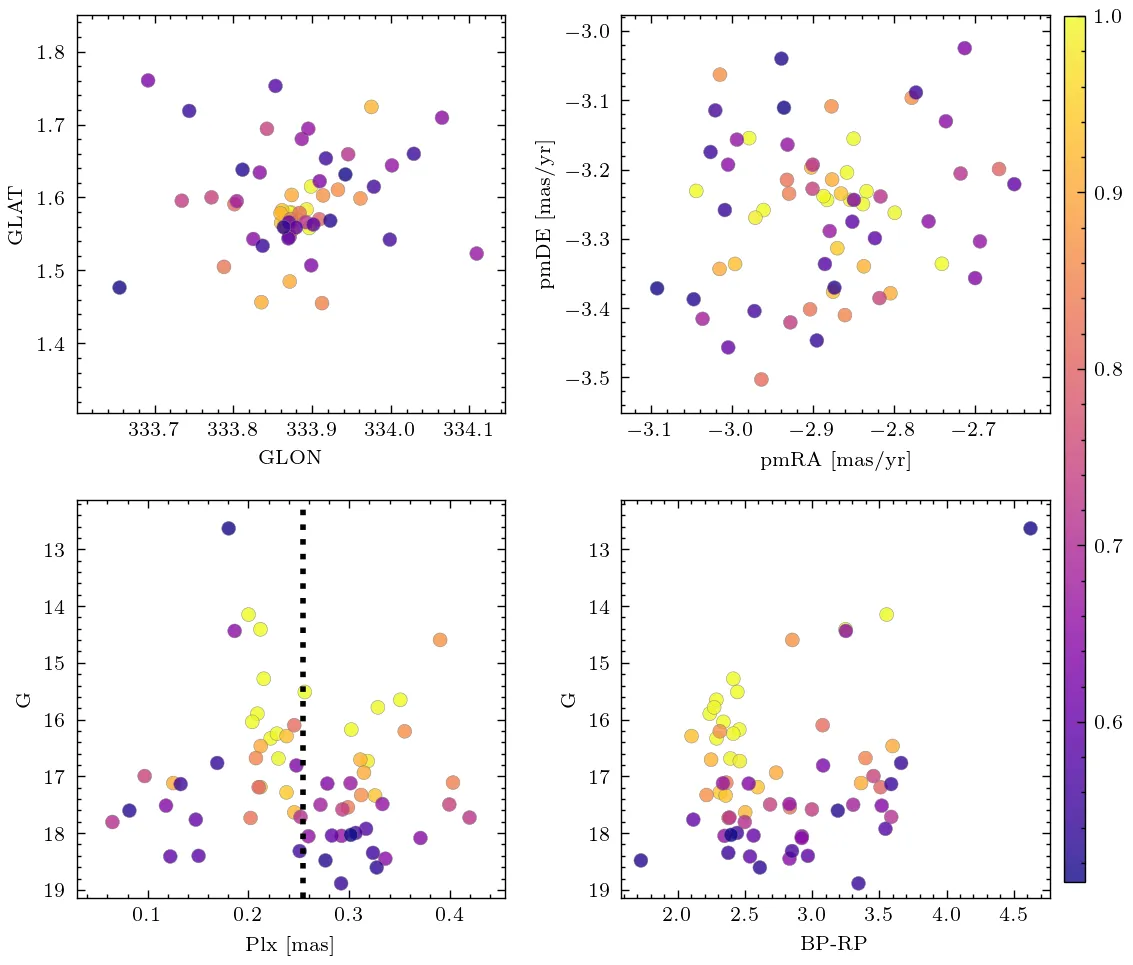 1.8
1.7
1.6
1.5
1.4
GLAT
333.7 333.8 333.9 334.0 334.1
GLON
−3.0
−3.1
−3.2
−3.3
−3.4
−3.5
pmDE [mas/yr]
−3.1 −3.0 −2.9 −2.8 −2.7
pmRA [mas/yr]
1.0
0.9
0.8
0.7
0.6
13
14
15
16
17
18
19
G
0.1 0.2 0.3 0.4
Plx [mas]
13
14
15
16
17
18
19
G
2.0 2.5 3.0 3.5 4.0 4.5
BP-RP